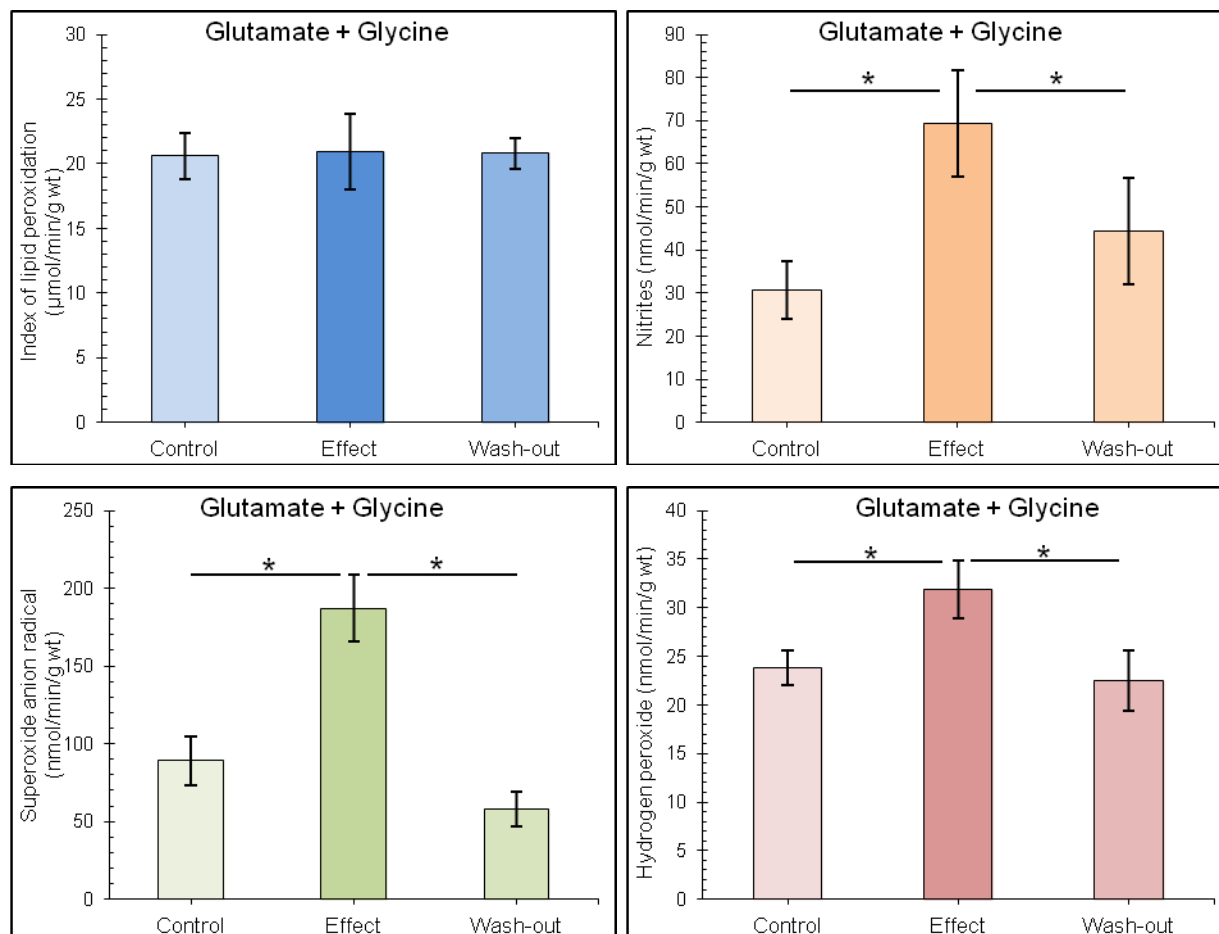 Glutamate + Glycine
Index of lipid peroxidation
(µmol/min/g wt)
30
25
20
15
10
5
0
Control Effect Wash-out
Glutamate + Glycine
Nitrites (nmol/min/g wt)
90
80
70
60
50
40
30
20
10
0
* *
Control Effect Wash-out
Glutamate + Glycine
Superoxide anion radical
(nmol/min/g wt)
250
200
150
100
50
0
* *
Control Effect Wash-out
Glutamate + Glycine
Hydrogen peroxide (nmol/min/g wt)
40
35
30
25
20
15
10
5
0
* *
Control Effect Wash-out